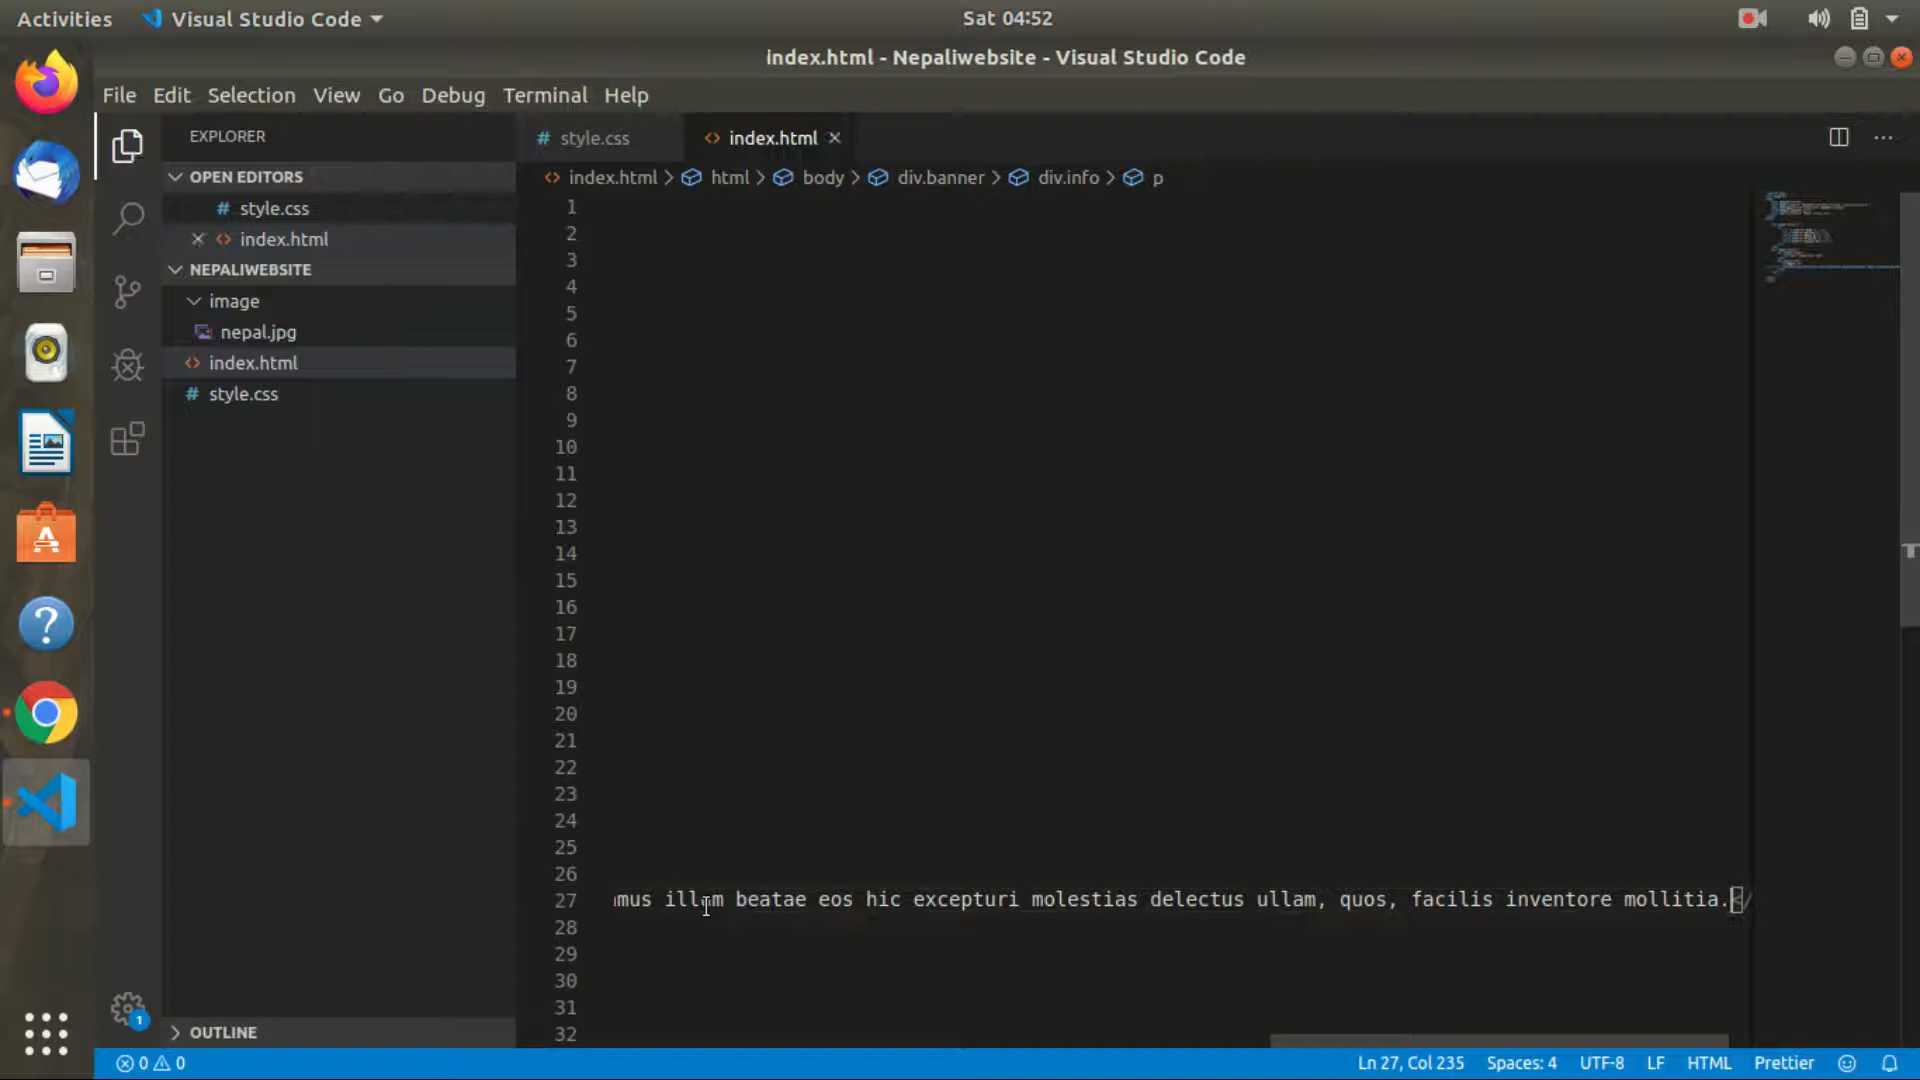 Activities Visual Studio Code Sat 04:52
index.html - Nepaliwebsite - Visual Studio Code
File Edit Selection View Go Debug Terminal Help
EXPLORER
style.css index.html
OPEN EDITORS
index.html html body div.banner div.info p
style.css
index.html
NEPALIWEBSITE
image
nepal.jpg
index.html
style.css
1
2
3
4
5
6
7
8
9
10
11
12
13
14
15
16
17
18
19
20
21
22
23
24
25
26
27 mus illum beatae eos hic excepturi molestias delectus ullam, quos, facilis inventore mollitia.</
28
29
30
31
32
1
OUTLINE
0 0 Ln 27, Col 235 Spaces: 4 UTF-8 LF HTML Prettier